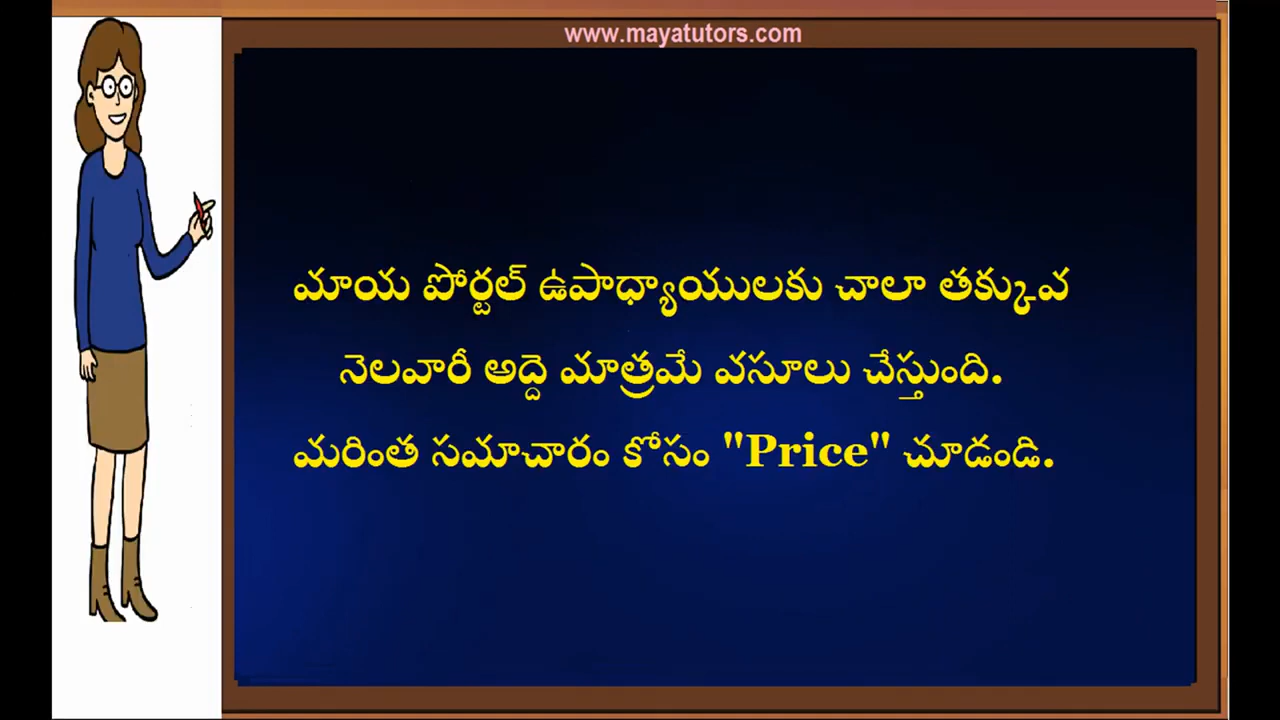 www.mayatutors.com
మాయ పోర్టల్ ఉపాధ్యాయులకు చాలా తక్కువ
నెలవారీ అద్దె మాత్రమే వసూలు చేస్తుంది.
మరింత సమాచారం కోసం "Price" చూడండి.